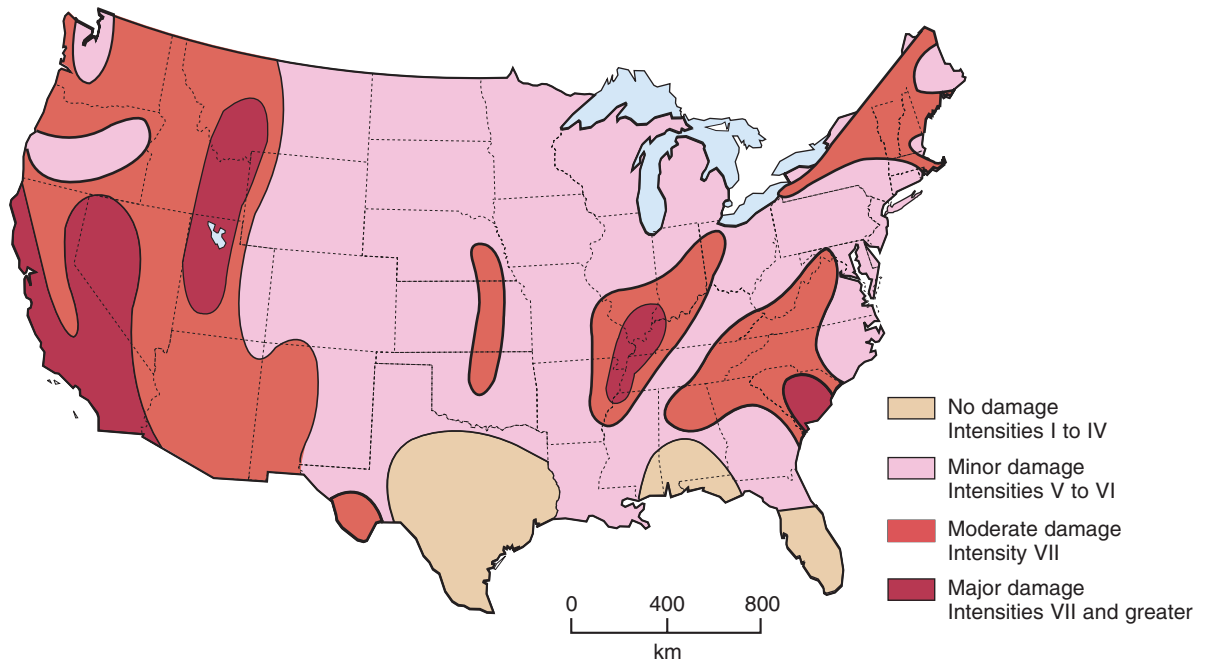 No damage
Intensities I to IV
Minor damage
Intensities V to VI
Moderate damage
Intensity VII
Major damage
Intensities VII and greater
0 400 800
km